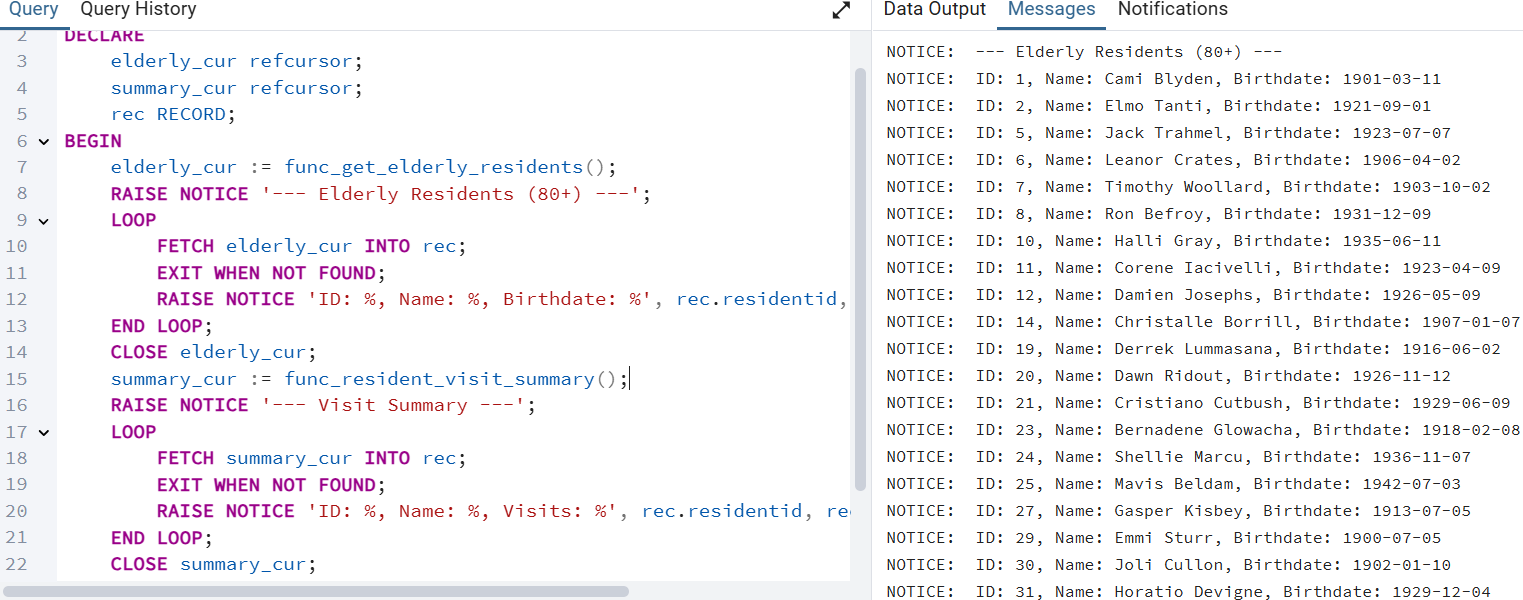 Query Query History
2 DECLARE
3 elderly_cur refcursor;
4 summary_cur refcursor;
5 rec RECORD;
6 BEGIN
7 elderly_cur := func_get_elderly_residents();
8 RAISE NOTICE '--- Elderly Residents (80+) ---';
9 LOOP
10 FETCH elderly_cur INTO rec;
11 EXIT WHEN NOT FOUND;
12 RAISE NOTICE 'ID: %, Name: %, Birthdate: %', rec.residentid,
13 END LOOP;
14 CLOSE elderly_cur;
15 summary_cur := func_resident_visit_summary();
16 RAISE NOTICE '--- Visit Summary ---';
17 LOOP
18 FETCH summary_cur INTO rec;
19 EXIT WHEN NOT FOUND;
20 RAISE NOTICE 'ID: %, Name: %, Visits: %', rec.residentid, rec
21 END LOOP;
22 CLOSE summary_cur;
Data Output Messages Notifications
NOTICE: --- Elderly Residents (80+) ---
NOTICE: ID: 1, Name: Cami Blyden, Birthdate: 1901-03-11
NOTICE: ID: 2, Name: Elmo Tanti, Birthdate: 1921-09-01
NOTICE: ID: 5, Name: Jack Trahmel, Birthdate: 1923-07-07
NOTICE: ID: 6, Name: Leanor Crates, Birthdate: 1906-04-02
NOTICE: ID: 7, Name: Timothy Woollard, Birthdate: 1903-10-02
NOTICE: ID: 8, Name: Ron Befroy, Birthdate: 1931-12-09
NOTICE: ID: 10, Name: Halli Gray, Birthdate: 1935-06-11
NOTICE: ID: 11, Name: Corene Iacivelli, Birthdate: 1923-04-09
NOTICE: ID: 12, Name: Damien Josephs, Birthdate: 1926-05-09
NOTICE: ID: 14, Name: Christalle Borrill, Birthdate: 1907-01-07
NOTICE: ID: 19, Name: Derrek Lummasana, Birthdate: 1916-06-02
NOTICE: ID: 20, Name: Dawn Ridout, Birthdate: 1926-11-12
NOTICE: ID: 21, Name: Cristiano Cutbush, Birthdate: 1929-06-09
NOTICE: ID: 23, Name: Bernadene Glowacha, Birthdate: 1918-02-08
NOTICE: ID: 24, Name: Shellie Marcu, Birthdate: 1936-11-07
NOTICE: ID: 25, Name: Mavis Beldam, Birthdate: 1942-07-03
NOTICE: ID: 27, Name: Gasper Kisbey, Birthdate: 1913-07-05
NOTICE: ID: 29, Name: Emmi Sturr, Birthdate: 1900-07-05
NOTICE: ID: 30, Name: Joli Cullon, Birthdate: 1902-01-10
NOTICE: ID: 31, Name: Horatio Devigne, Birthdate: 1929-12-04